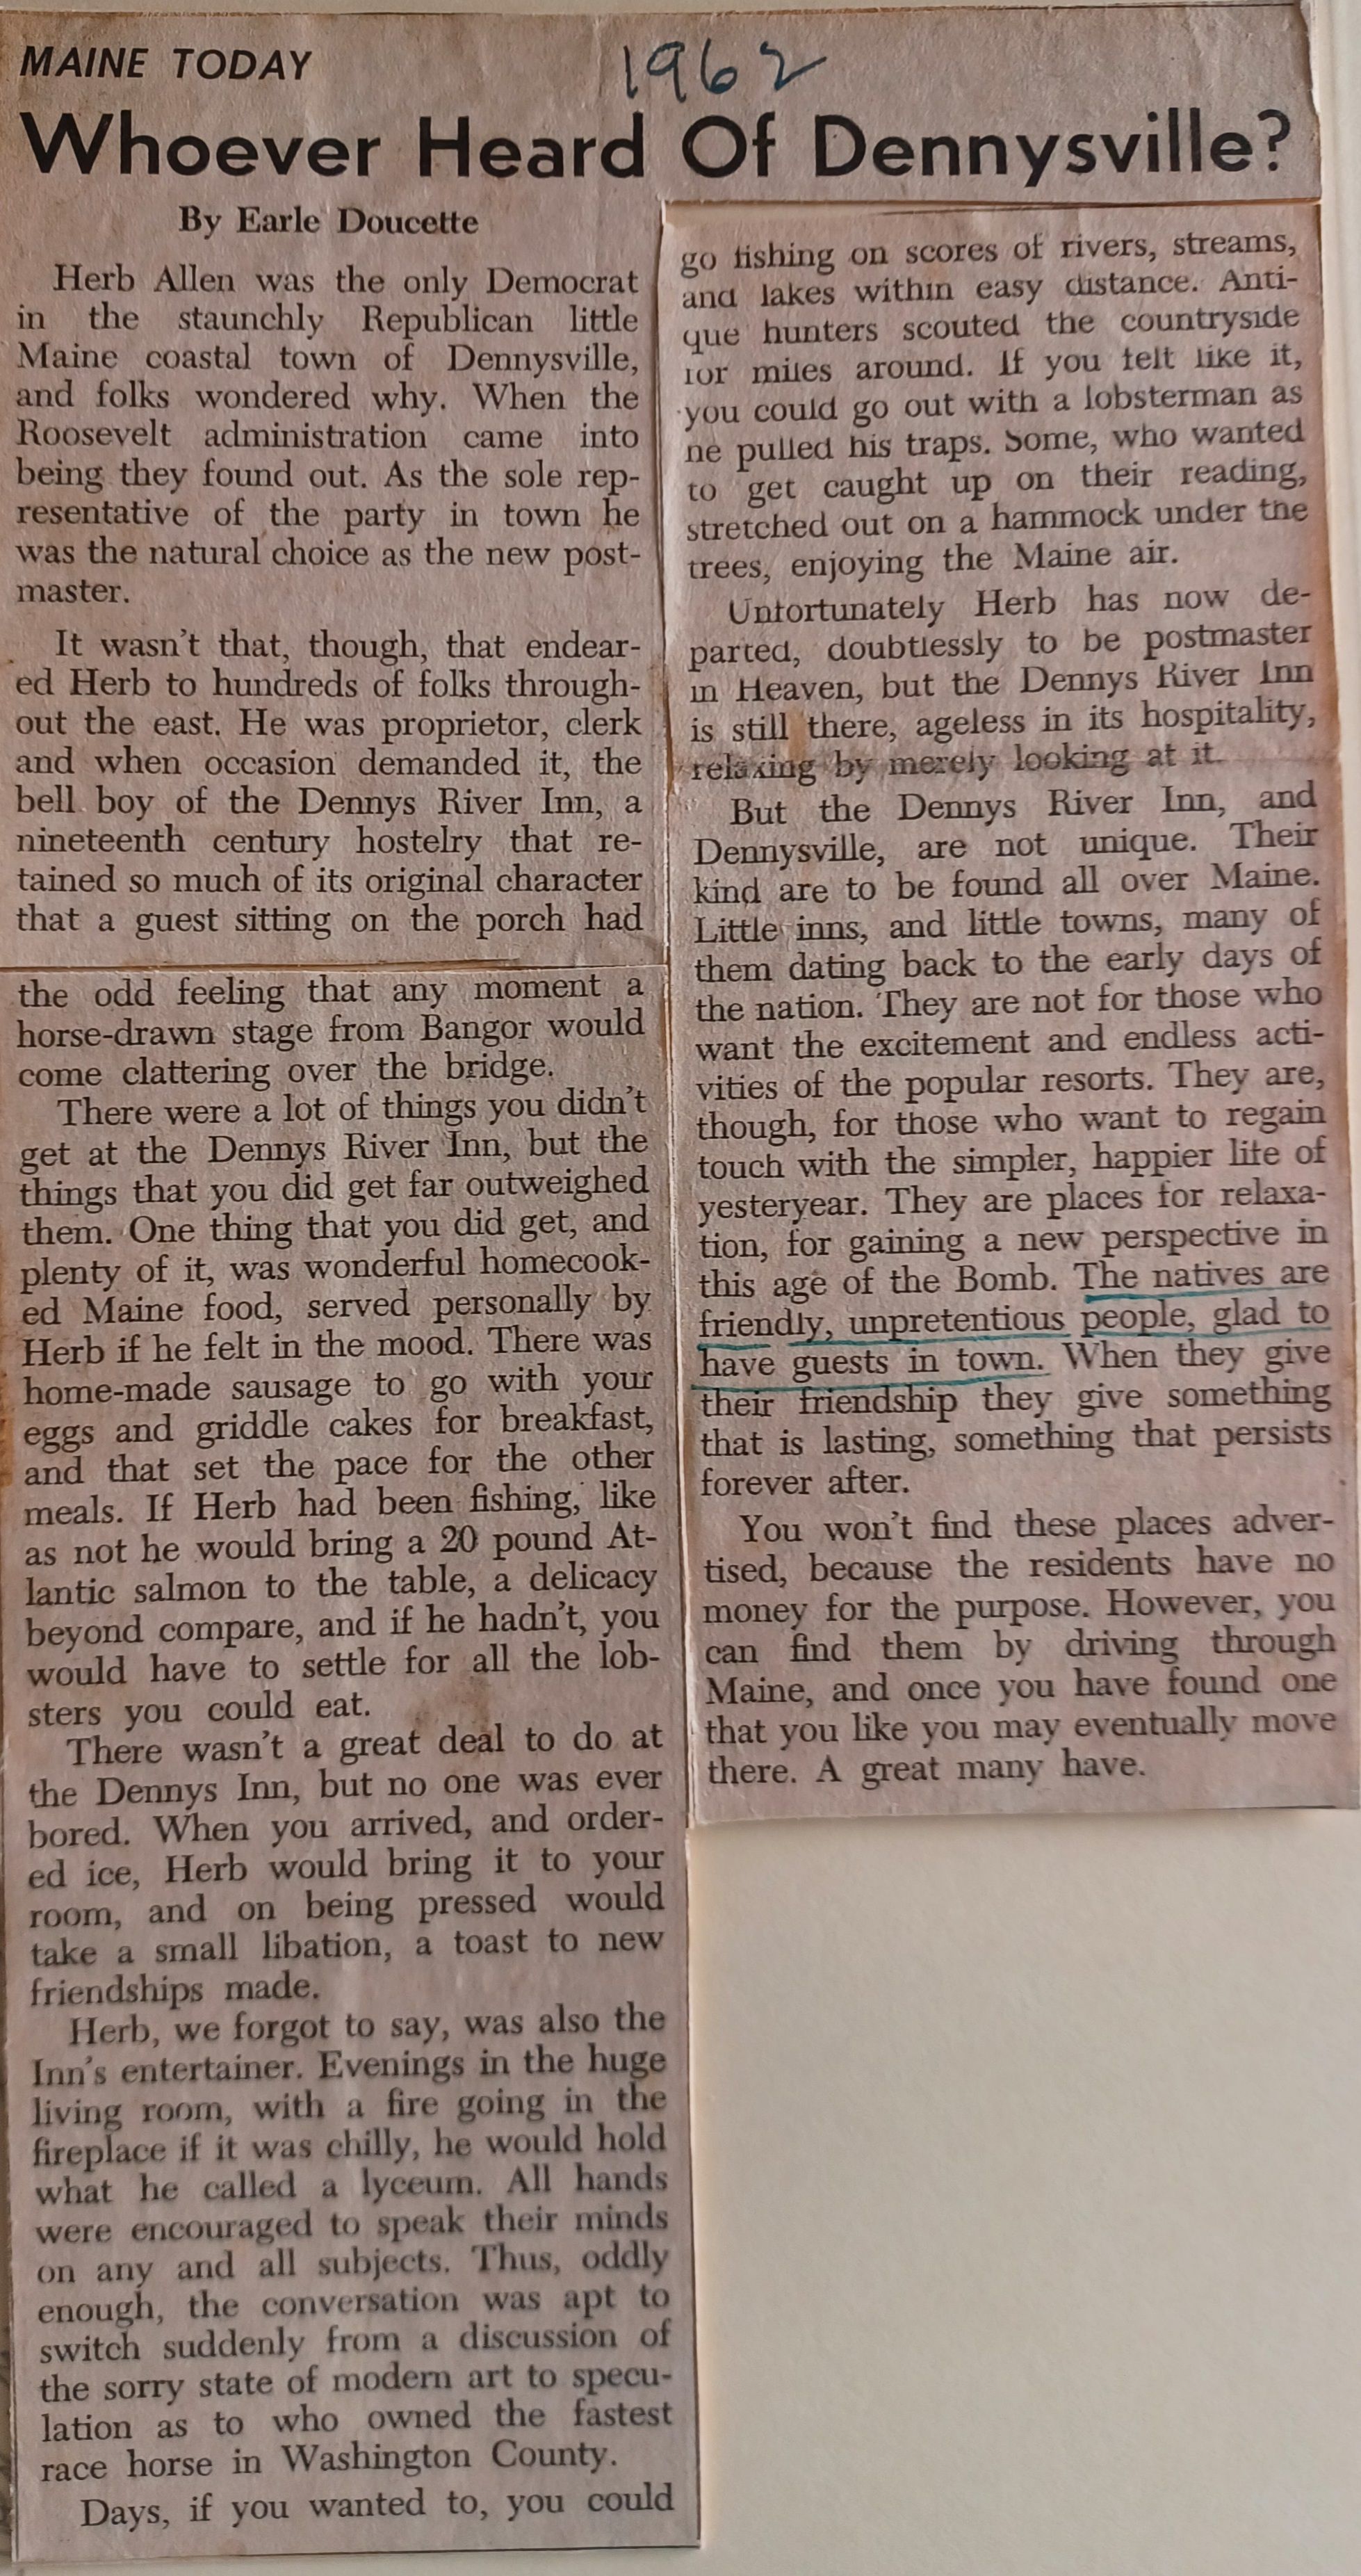 MAINE TODAY
1962
Whoever Heard Of Dennysville?
By Earle Doucette
Herb Allen was the only Democrat
in the staunchly Republican little
Maine coastal town of Dennysville,
and folks wondered why. When the
Roosevelt administration came into
being they found out. As the sole rep-
resentative of the party in town he
was the natural choice as the new post-
master.
It wasn't that, though, that endear-
ed Herb to hundreds of folks through-
out the east. He was proprietor, clerk
and when occasion demanded it, the
bell boy of the Dennys River Inn, a
nineteenth century hostelry that re-
tained so much of its original character
that a guest sitting on the porch had
the odd feeling that any moment a
horse-drawn stage from Bangor would
come clattering over the bridge.
There were a lot of things you didn't
get at the Dennys River Inn, but the
things that you did get far outweighed
them. One thing that you did get, and
plenty of it, was wonderful homecook-
ed Maine food, served personally by
Herb if he felt in the mood. There was
home-made sausage to go with your
eggs and griddle cakes for breakfast,
and that set the pace for the other
meals. If Herb had been fishing, like
as not he would bring a 20 pound At-
lantic salmon to the table, a delicacy
beyond compare, and if he hadn't, you
would have to settle for all the lob-
sters you could eat.
There wasn't a great deal to do at
the Dennys Inn, but no one was ever
bored. When you arrived, and order-
ed ice, Herb would bring it to your
room, and on being pressed would
take a small libation, a toast to new
friendships made.
Herb, we forgot to say, was also the
Inn's entertainer. Evenings in the huge
living room, with a fire going in the
fireplace if it was chilly, he would hold
what he called a lyceum. All hands
were encouraged to speak their minds
on any and all subjects. Thus, oddly
enough, the conversation was apt to
switch suddenly from a discussion of
the sorry state of modern art to specu-
lation as to who owned the fastest
race horse in Washington County.
Days, if you wanted to, you could
go fishing on scores of rivers, streams,
and lakes within easy distance. Anti-
que hunters scouted the countryside
for miles around. If you felt like it,
you could go out with a lobsterman as
he pulled his traps. Some, who wanted
to get caught up on their reading,
stretched out on a hammock under the
trees, enjoying the Maine air.
Unfortunately Herb has now de-
parted, doubtlessly to be postmaster
in Heaven, but the Dennys River Inn
is still there, ageless in its hospitality,
relaxing by merely looking at it.
But the Dennys River Inn, and
Dennysville, are not unique. Their
kind are to be found all over Maine.
Little inns, and little towns, many of
them dating back to the early days of
the nation. They are not for those who
want the excitement and endless acti-
vities of the popular resorts. They are,
though, for those who want to regain
touch with the simpler, happier life of
yesteryear. They are places for relaxa-
tion, for gaining a new perspective in
this age of the Bomb. The natives are
friendly, unpretentious people, glad to
have guests in town. When they give
their friendship they give something
that is lasting, something that persists
forever after.
You won't find these places adver-
tised, because the residents have no
money for the purpose. However, you
can find them by driving through
Maine, and once you have found one
that you like you may eventually move
there. A great many have.